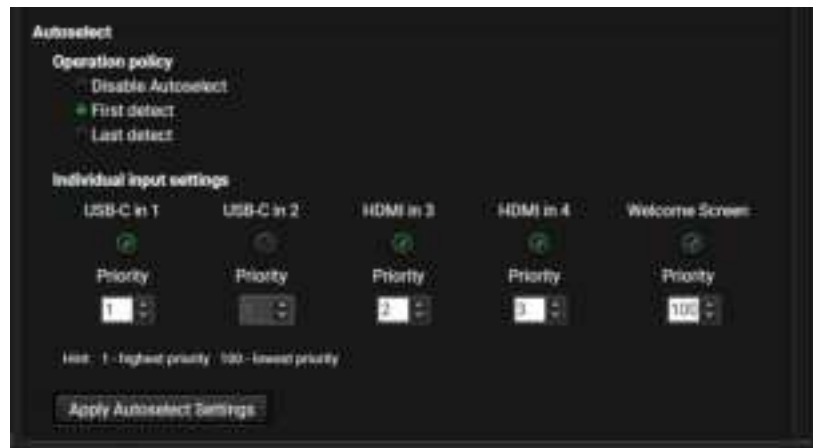 Autoselect
Operation policy
Disable Autoselect
First detect
Last detect
Individual input settings
USB-C in 1 USB-C in 2 HDMI in 3 HDMI in 4 Welcome Screen
Priority Priority Priority Priority Priority
1 2 3 100
Hint: 1 - highest priority 100 - lowest priority
Apply Autoselect Settings